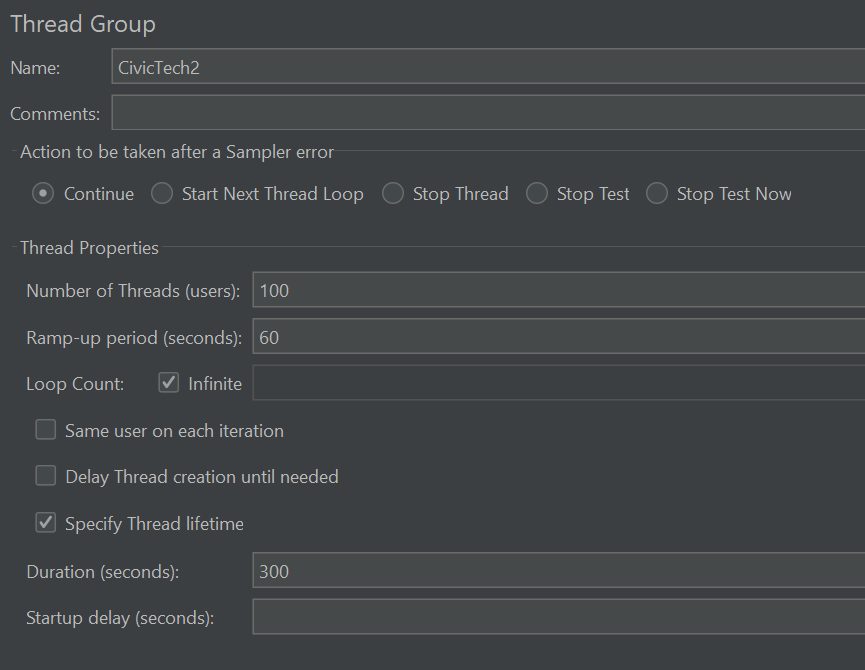 Thread Group
Name: CivicTech2
Comments:
Action to be taken after a Sampler error
Continue Start Next Thread Loop Stop Thread Stop Test Stop Test Now
Thread Properties
Number of Threads (users): 100
Ramp-up period (seconds): 60
Loop Count: Infinite
Same user on each iteration
Delay Thread creation until needed
Specify Thread lifetime
Duration (seconds): 300
Startup delay (seconds):